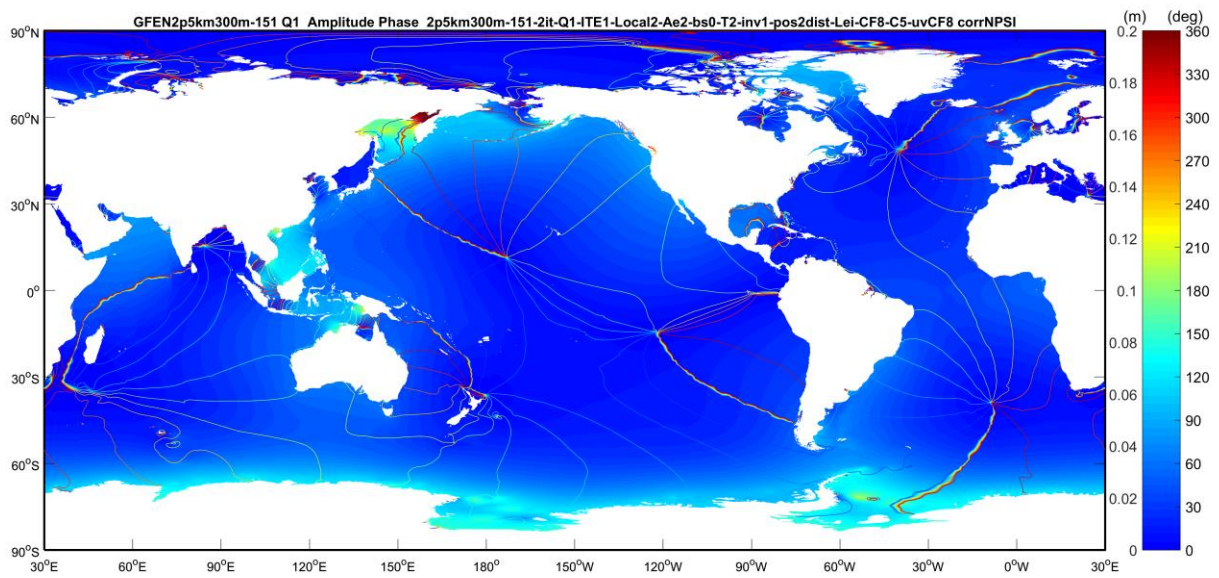 GFEN2p5km300m-151 Q1 Amplitude Phase 2p5km300m-151-2it-Q1-ITE1-Local2-Ae2-bs0-T2-inv1-pos2dist-Lei-CF8-C5-uvCF8 corrNPSI
(m) (deg)
90°N 0.2 360
0.18 330
60°N 0.16 300
270
0.14
30°N 240
0.12
210
0° 0.1 180
150
0.08
30°S 120
0.06
90
60°S 0.04 60
0.02 30
90°S 0 0
30°E 60°E 90°E 120°E 150°E 180° 150°W 120°W 90°W 60°W 30°W 0° 30°E